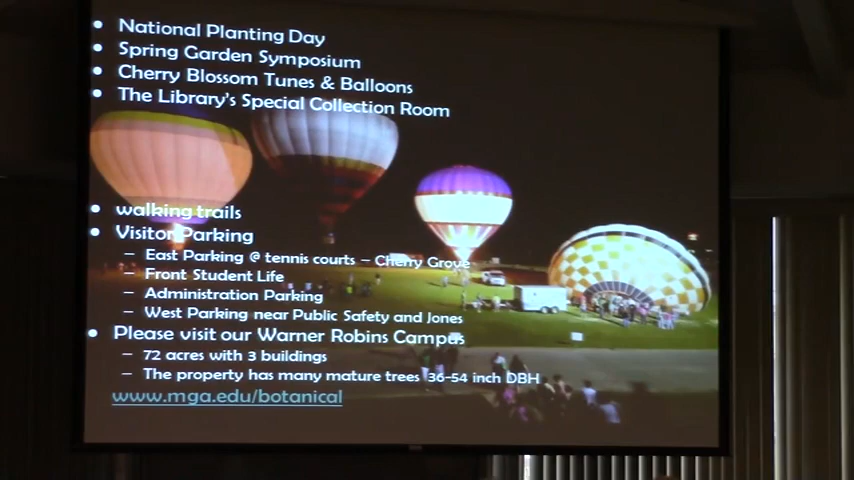 • National Planting Day
• Spring Garden Symposium
• Cherry Blossom Tunes & Balloons
• The Library's Special Collection Room
• walking trails
• Visitor Parking
– East Parking @ tennis courts – Cherry Grove
– Front Student Life
– Administration Parking
– West Parking near Public Safety and Jones
• Please visit our Warner Robins Campus
– 72 acres with 3 buildings
– The property has many mature trees 36-54 inch DBH
www.mga.edu/botanical